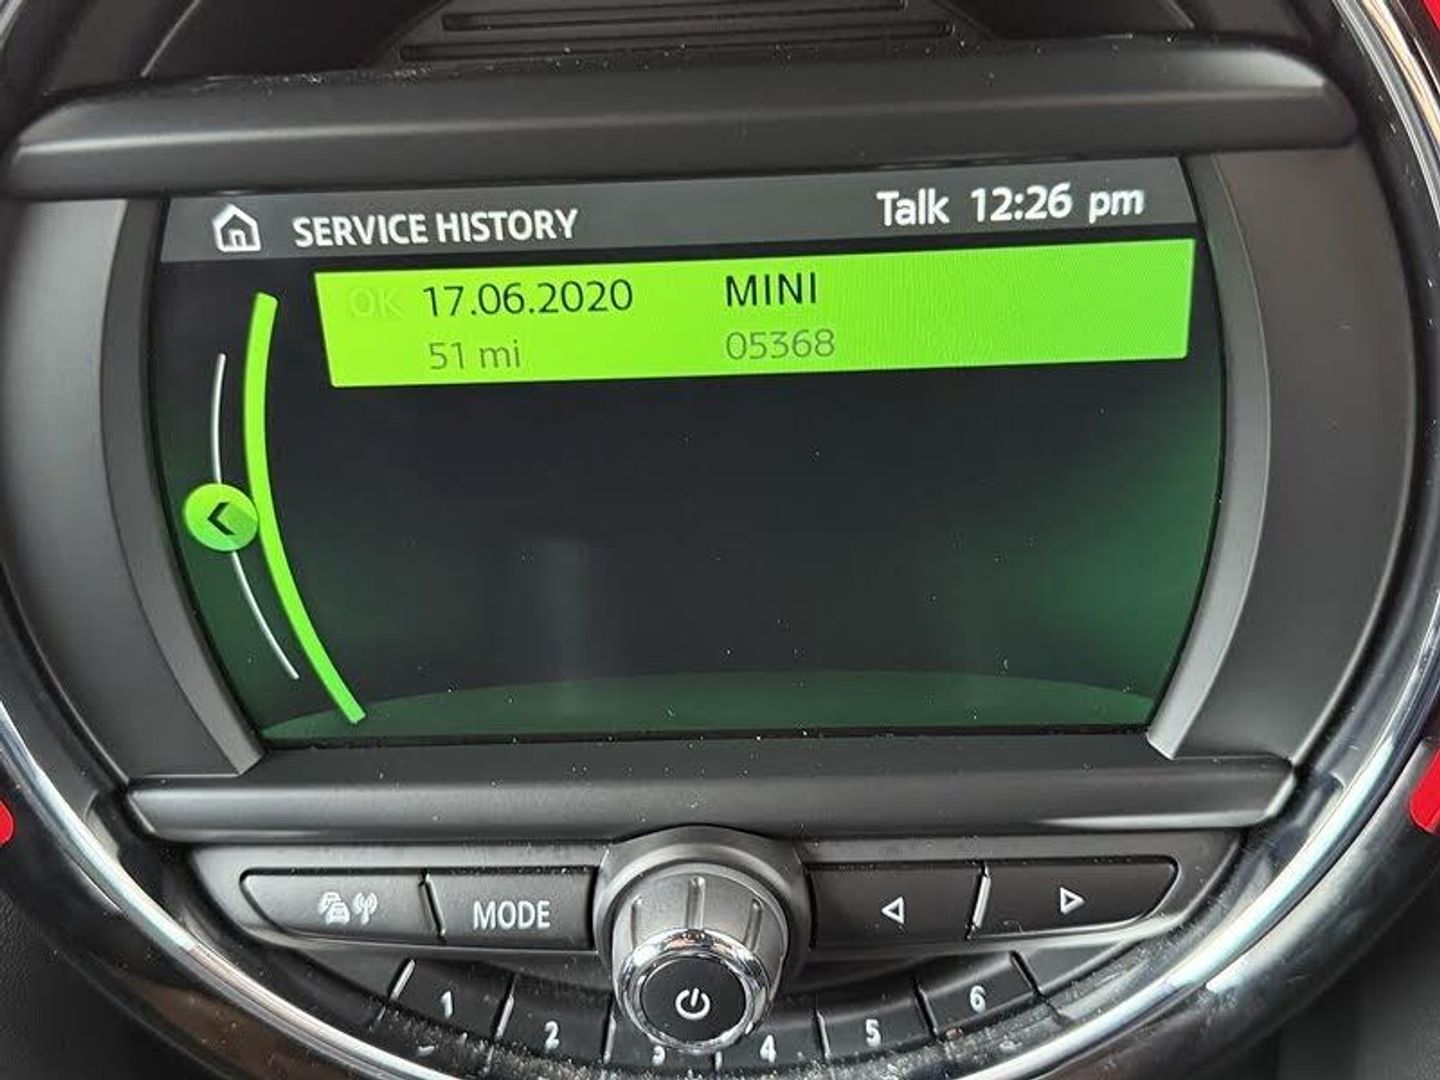 SERVICE HISTORY Talk 12:26 pm
OK 17.06.2020 MINI
51 mi 05368
MODE
1 2 3 4 5 6